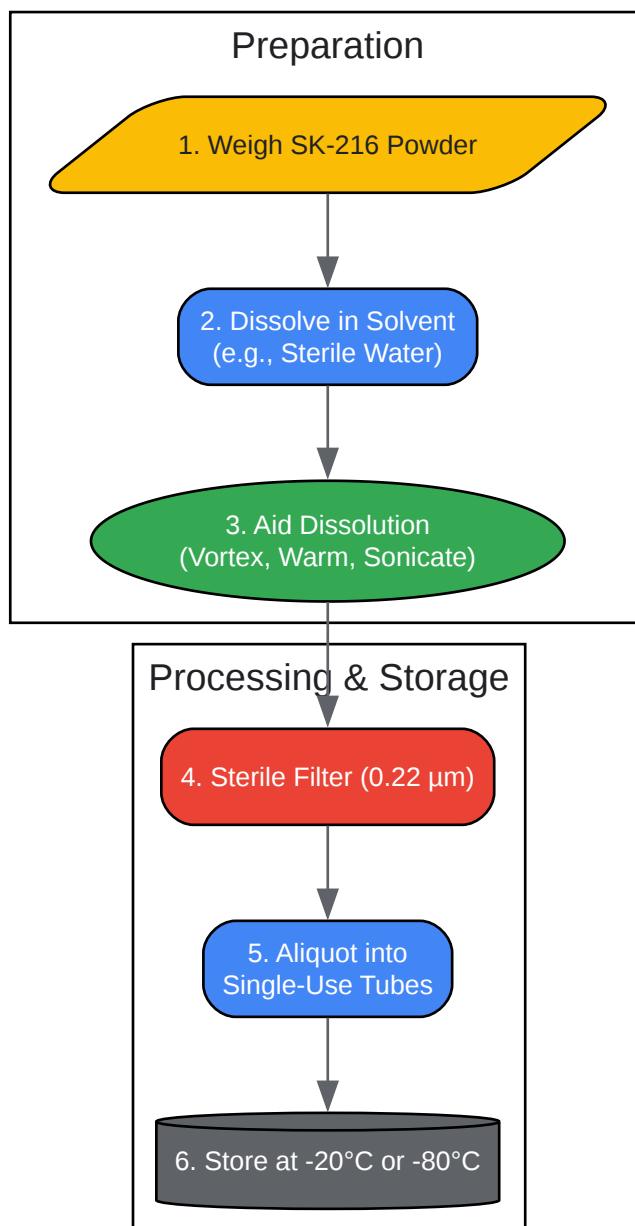 Preparation
1. Weigh SK-216 Powder
2. Dissolve in Solvent
(e.g., Sterile Water)
3. Aid Dissolution
(Vortex, Warm, Sonicate)
Processing & Storage
4. Sterile Filter (0.22 µm)
5. Aliquot into
Single-Use Tubes
6. Store at -20°C or -80°C